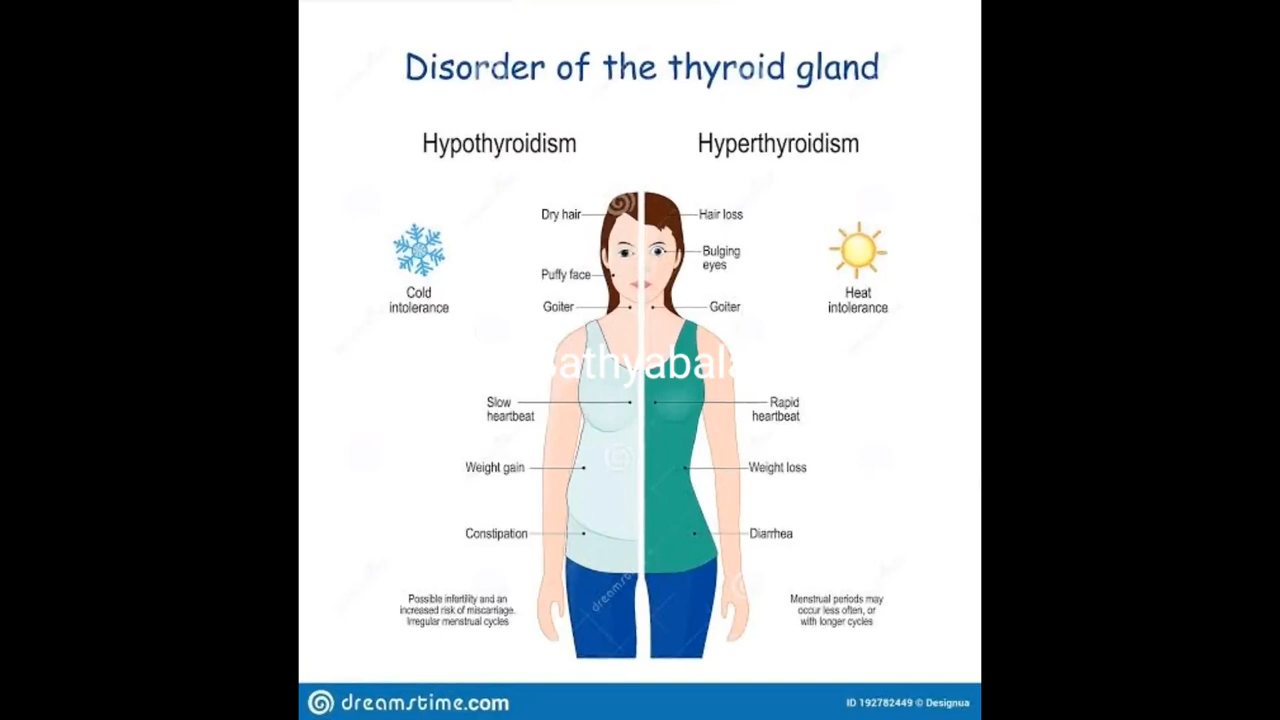 Disorder of the thyroid gland
Hypothyroidism
Hyperthyroidism
Dry hair
Hair loss
Bulging
eyes
Puffy face
Goiter
Goiter
Cold
intolerance
Heat
intolerance
sathyabala
Slow
heartbeat
Rapid
heartbeat
Weight gain
Weight loss
Constipation
Diarrhea
Possible infertility and an
increased risk of miscarriage.
Irregular menstrual cycles
Menstrual periods may
occur less often, or
with longer cycles
dreamstime.com
ID 192782449 © Designua